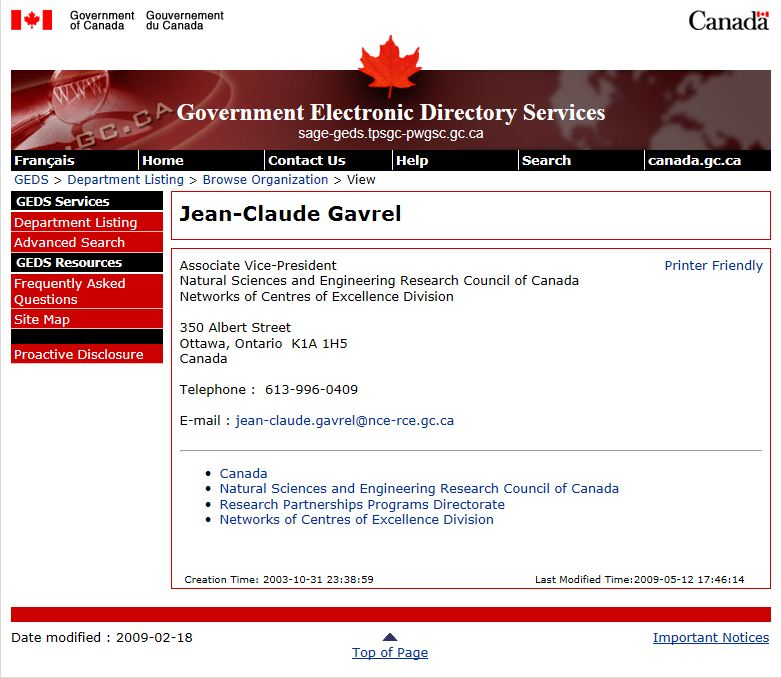 Government of Canada
Gouvernement du Canada
Canada
WWW
.GC.CA
Government Electronic Directory Services
sage-geds.tpsgc-pwgsc.gc.ca
Français Home Contact Us Help Search canada.gc.ca
GEDS > Department Listing > Browse Organization > View
GEDS Services
Department Listing
Advanced Search
GEDS Resources
Frequently Asked
Questions
Site Map
Proactive Disclosure
Jean-Claude Gavrel
Associate Vice-President Printer Friendly
Natural Sciences and Engineering Research Council of Canada
Networks of Centres of Excellence Division
350 Albert Street
Ottawa, Ontario K1A 1H5
Canada
Telephone : 613-996-0409
E-mail : jean-claude.gavrel@nce-rce.gc.ca
• Canada
• Natural Sciences and Engineering Research Council of Canada
• Research Partnerships Programs Directorate
• Networks of Centres of Excellence Division
Creation Time: 2003-10-31 23:38:59 Last Modified Time:2009-05-12 17:46:14
Date modified : 2009-02-18
Top of Page
Important Notices